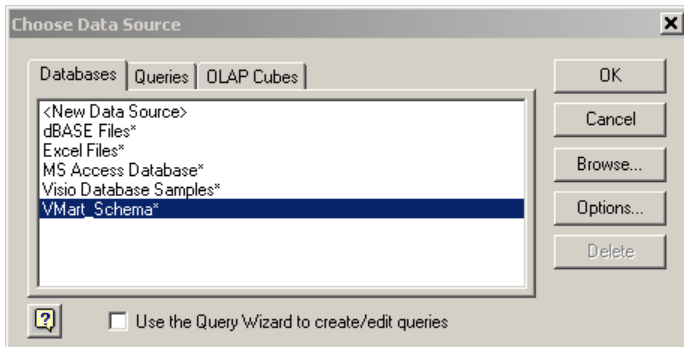 Choose Data Source
Databases Queries OLAP Cubes
<New Data Source>
dBASE Files*
Excel Files*
MS Access Database*
Visio Database Samples*
VMart_Schema*
OK
Cancel
Browse...
Options...
Delete
Use the Query Wizard to create/edit queries